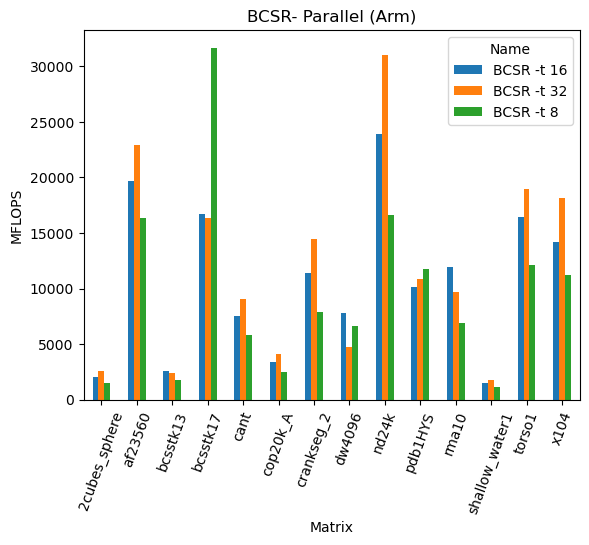 BCSR- Parallel (Arm)
Name
BCSR -t 16
BCSR -t 32
BCSR -t 8
MFLOPS
30000
25000
20000
15000
10000
5000
0
2cubes_sphere
af23560
bcsstk13
bcsstk17
cant
cop20k_A
crankseg_2
dw4096
nd24k
pdb1HYS
rma10
shallow_water1
torso1
x104
Matrix